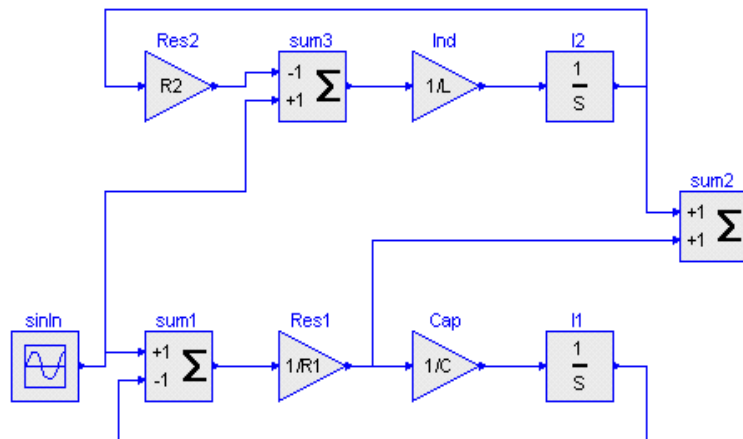 Res2
sum3
Ind
I2
R2
-1
+1
Σ
1/L
1
S
sum2
+1
+1
Σ
sinIn
sum1
Res1
Cap
I1
+1
-1
Σ
1/R1
1/C
1
S